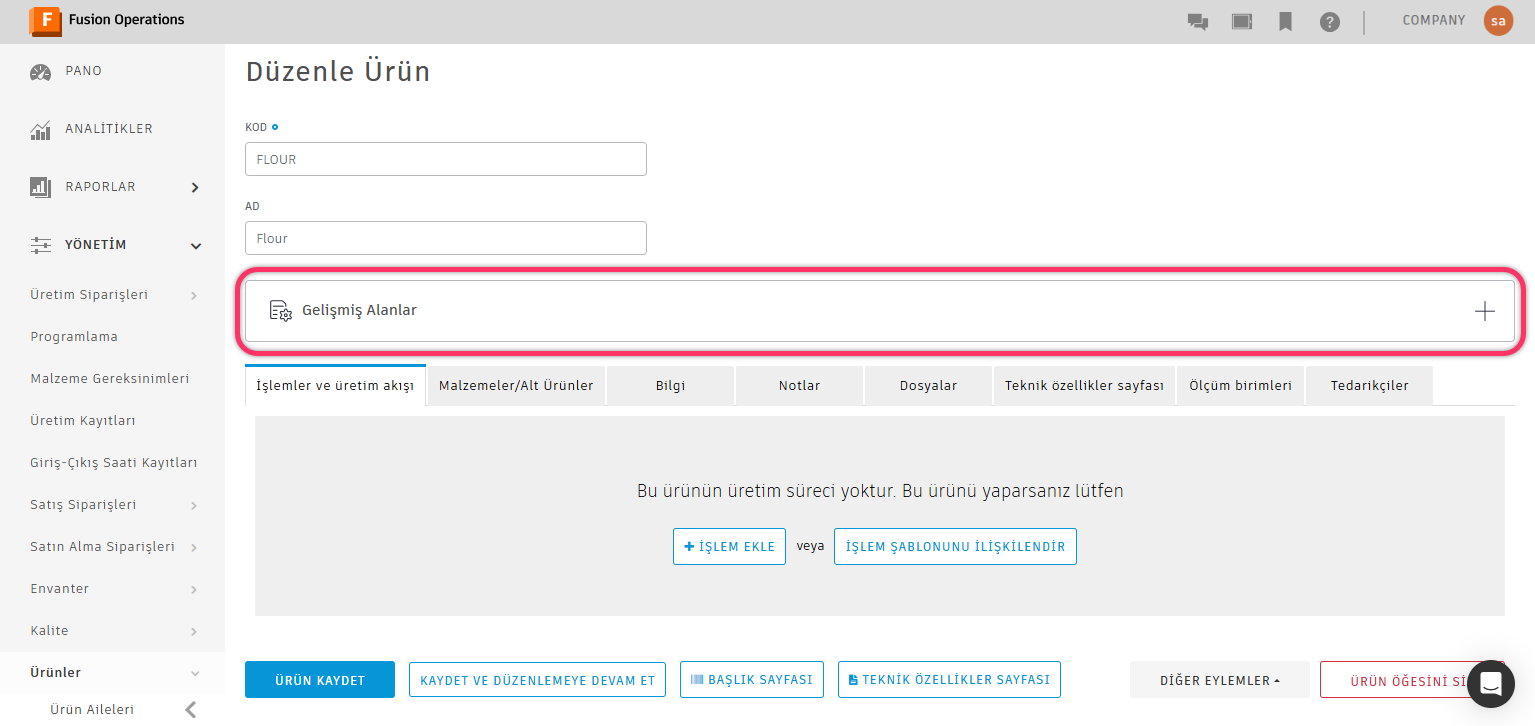 F Fusion Operations
? COMPANY sa
PANO
ANALİTİKLER
RAPORLAR
YÖNETİM
Üretim Siparişleri
Programlama
Malzeme Gereksinimleri
Üretim Kayıtları
Giriş-Çıkış Saati Kayıtları
Satış Siparişleri
Satın Alma Siparişleri
Envanter
Kalite
Ürünler
Ürün Aileleri
Düzenle Ürün
KOD
FLOUR
AD
Flour
Gelişmiş Alanlar
İşlemler ve üretim akışı Malzemeler/Alt Ürünler Bilgi Notlar Dosyalar Teknik özellikler sayfası Ölçüm birimleri Tedarikçiler
Bu ürünün üretim süreci yoktur. Bu ürünü yaparsanız lütfen
+ İŞLEM EKLE veya İŞLEM ŞABLONUNU İLİŞKİLENDİR
ÜRÜN KAYDET KAYDET VE DÜZENLEMEYE DEVAM ET BAŞLIK SAYFASI TEKNİK ÖZELLİKLER SAYFASI DİĞER EYLEMLER ÜRÜN ÖĞESİNİ